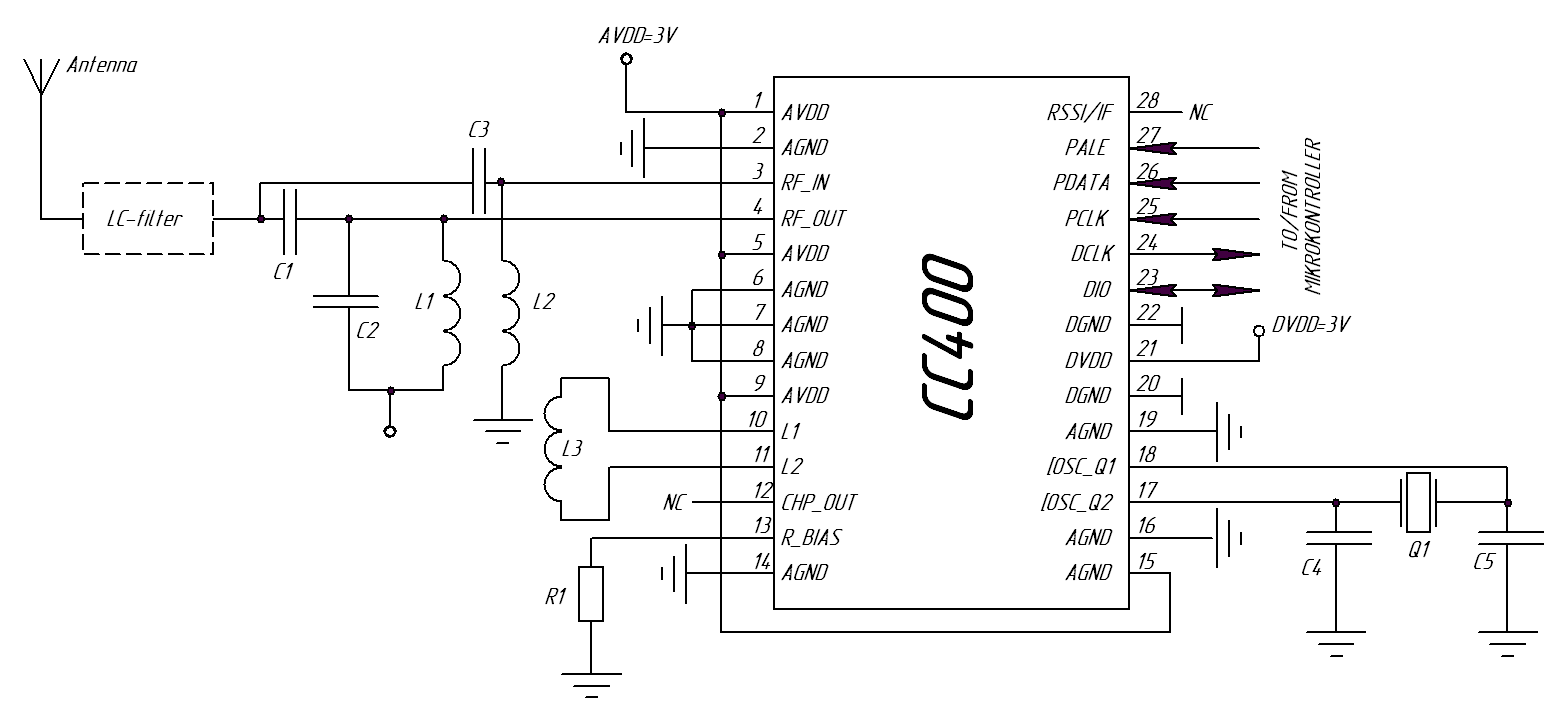 AVDD=3V
Antenna
LC-filter
C1
C2
C3
L1
L2
L3
NC
R1
1 AVDD
2 AGND
3 RF_IN
4 RF_OUT
5 AVDD
6 AGND
7 AGND
8 AGND
9 AVDD
10 L1
11 L2
12 CHP_OUT
13 R_BIAS
14 AGND
CC400
RSSI/IF 28 NC
PALE 27
PDATA 26
PCLK 25
DCLK 24
DIO 23
DGND 22
DVDD 21
DGND 20
AGND 19
[OSC_Q1 18
[OSC_Q2 17
AGND 16
AGND 15
TO/FROM
MIKROKONTROLLER
DVDD=3V
C4
Q1
C5